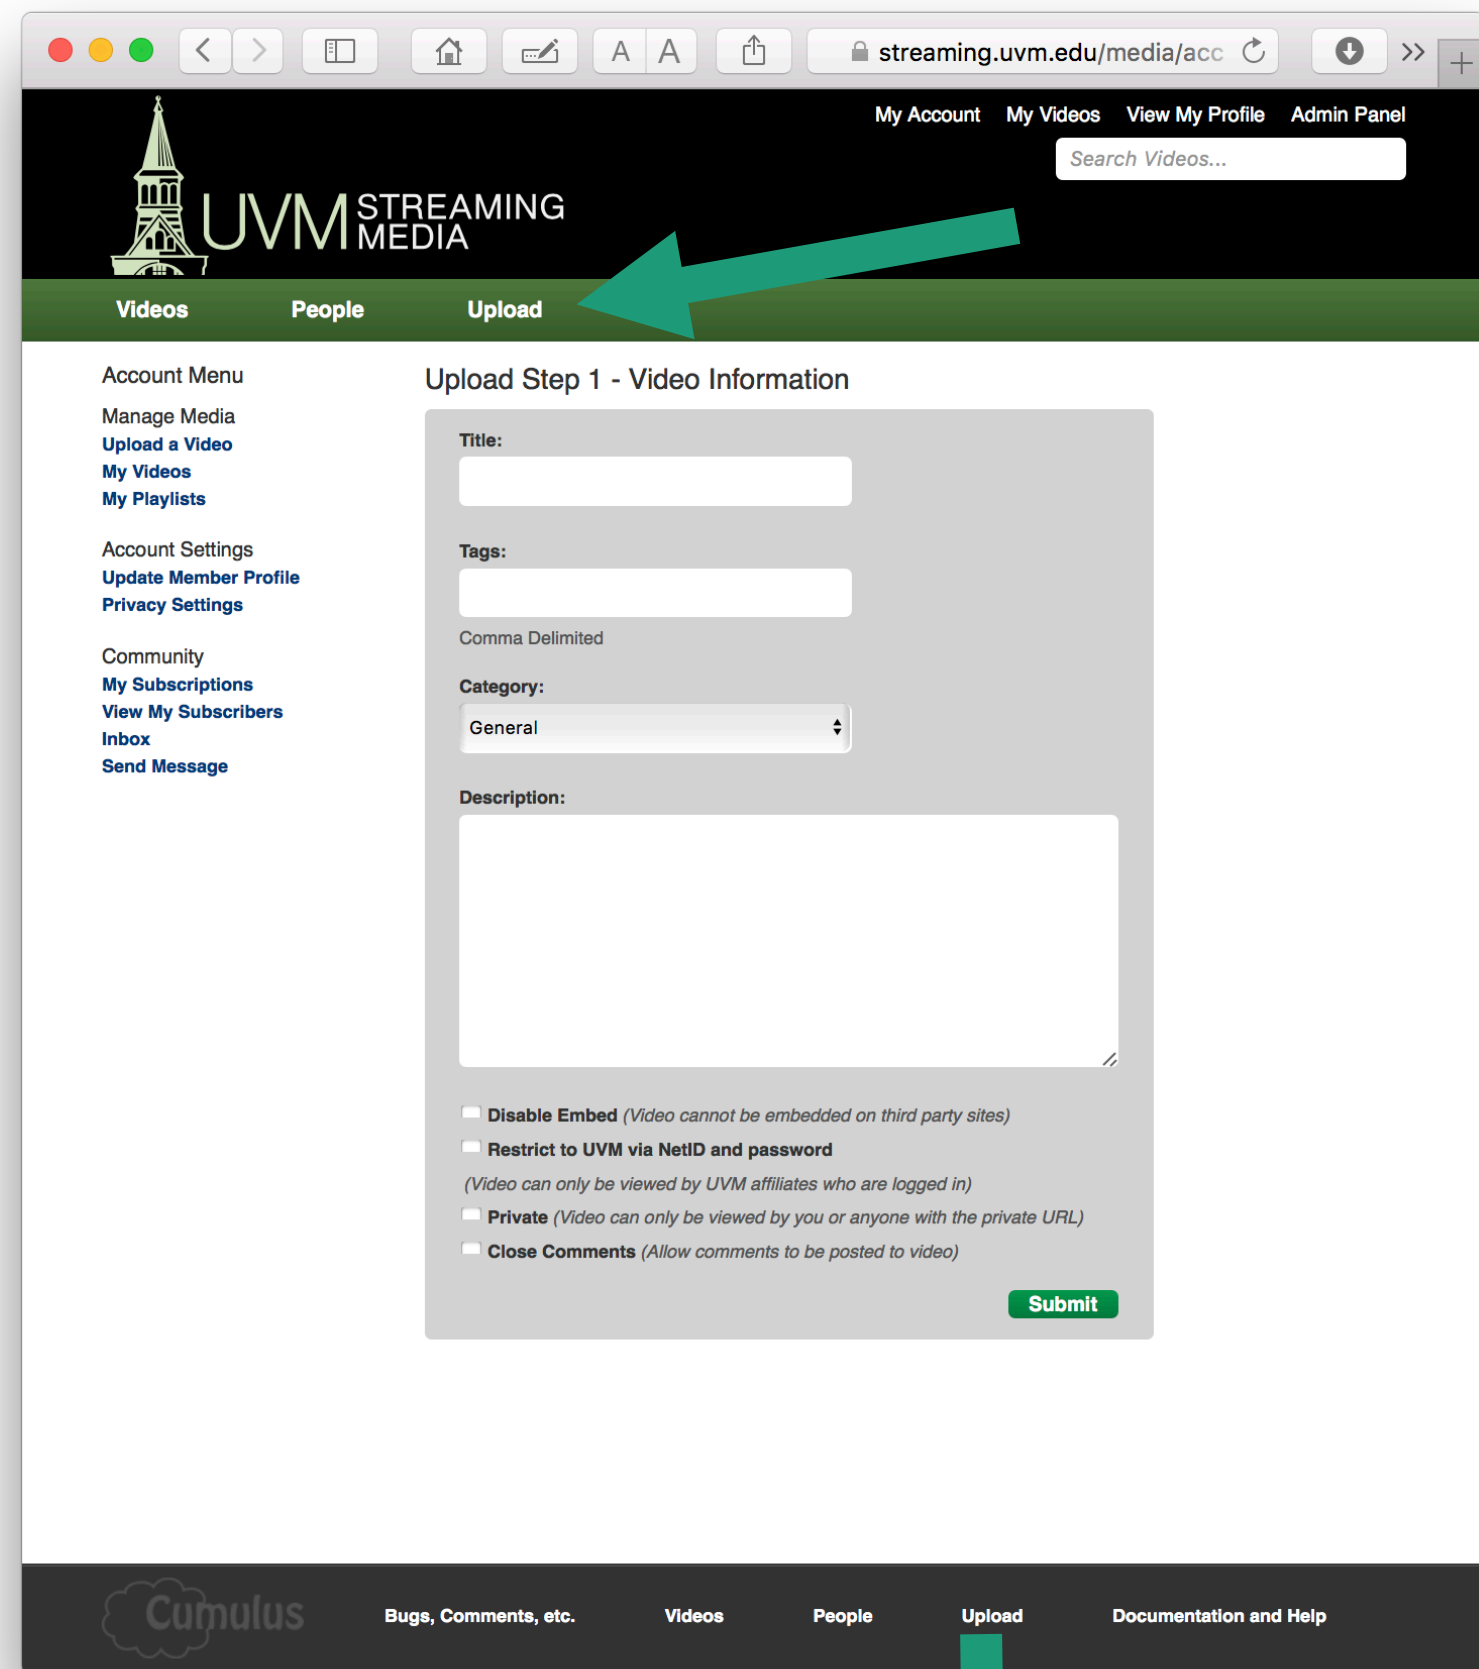 A A streaming.uvm.edu/media/acc
My Account My Videos View My Profile Admin Panel
Search Videos...
UVM STREAMING MEDIA
Videos People Upload
Account Menu
Manage Media
Upload a Video
My Videos
My Playlists
Account Settings
Update Member Profile
Privacy Settings
Community
My Subscriptions
View My Subscribers
Inbox
Send Message
Upload Step 1 - Video Information
Title:
Tags:
Comma Delimited
Category:
General
Description:
Disable Embed (Video cannot be embedded on third party sites)
Restrict to UVM via NetID and password
(Video can only be viewed by UVM affiliates who are logged in)
Private (Video can only be viewed by you or anyone with the private URL)
Close Comments (Allow comments to be posted to video)
Submit
Cumulus Bugs, Comments, etc. Videos People Upload Documentation and Help